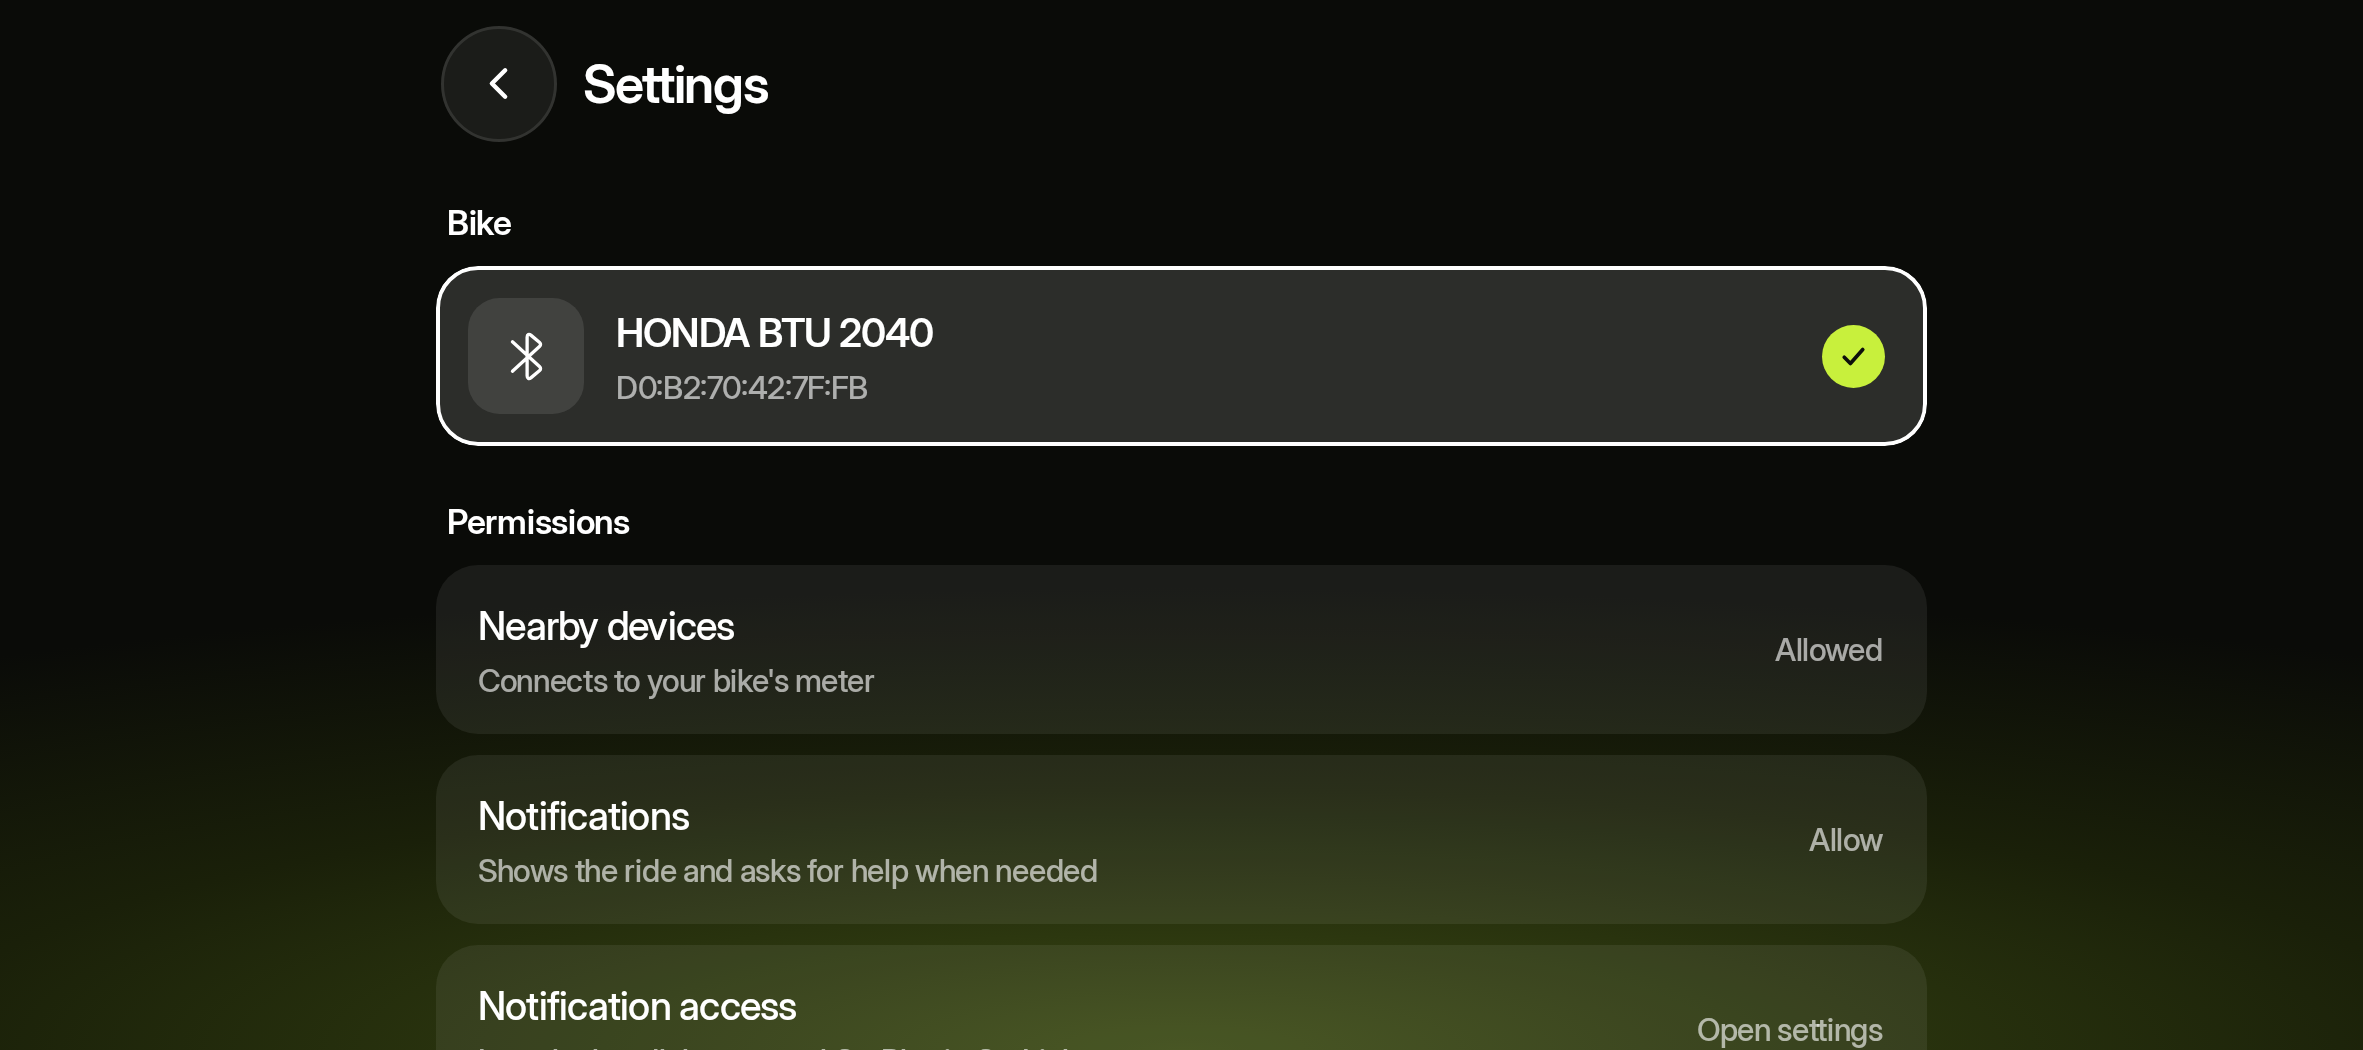 Settings
Bike
HONDA BTU 2040
D0:B2:70:42:7F:FB
Permissions
Nearby devices
Connects to your bike's meter
Allowed
Notifications
Shows the ride and asks for help when needed
Allow
Notification access
Open settings